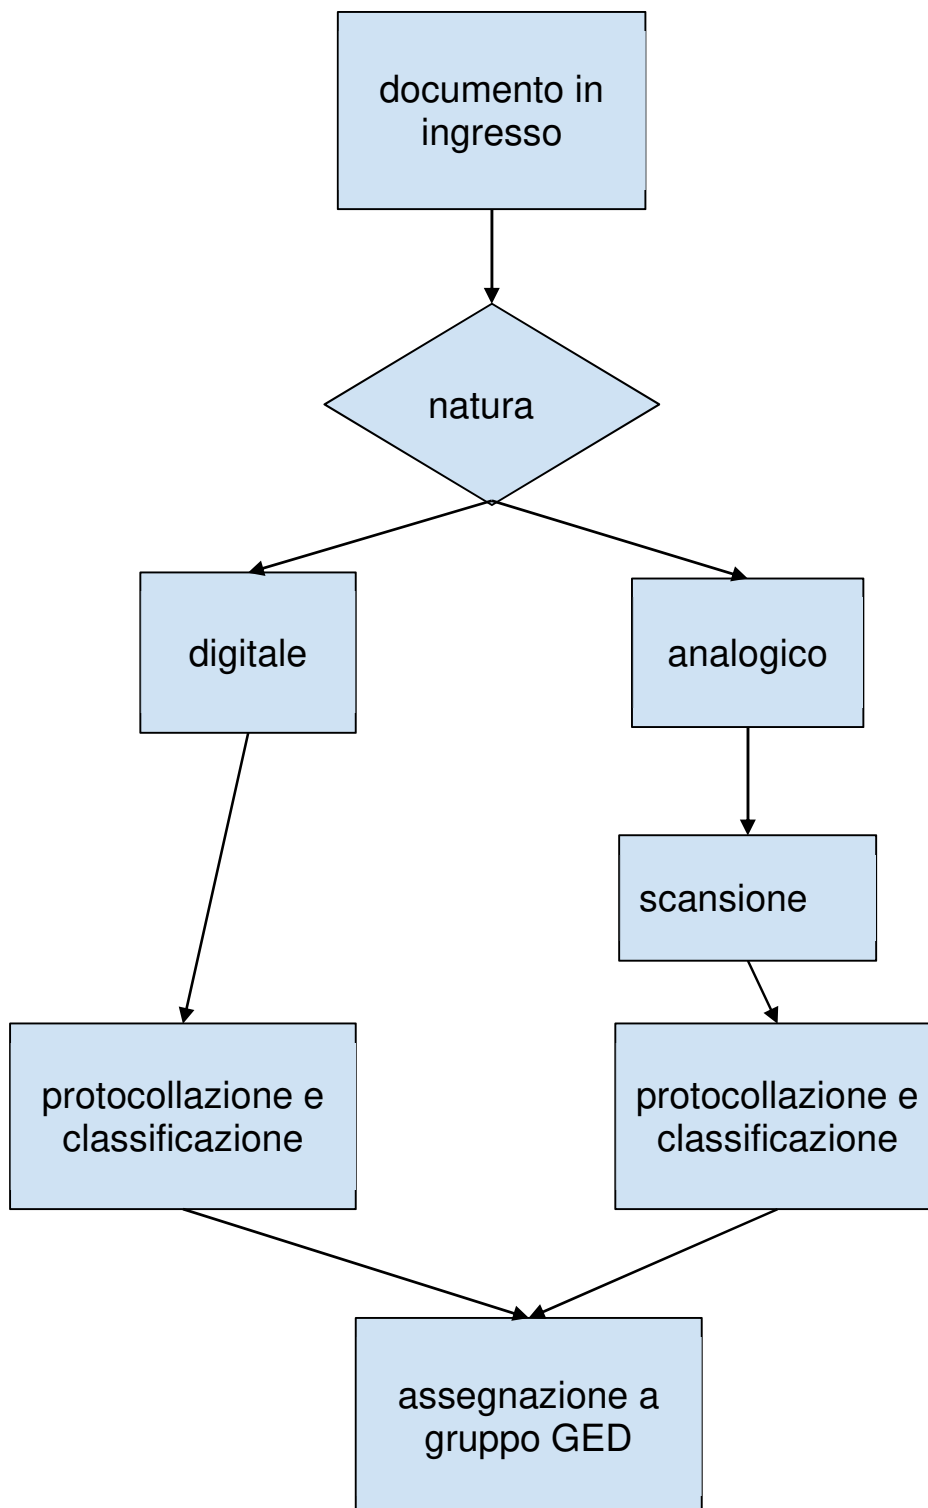 documento in
ingresso
natura
digitale
analogico
scansione
protocollazione e
classificazione
protocollazione e
classificazione
assegnazione a
gruppo GED